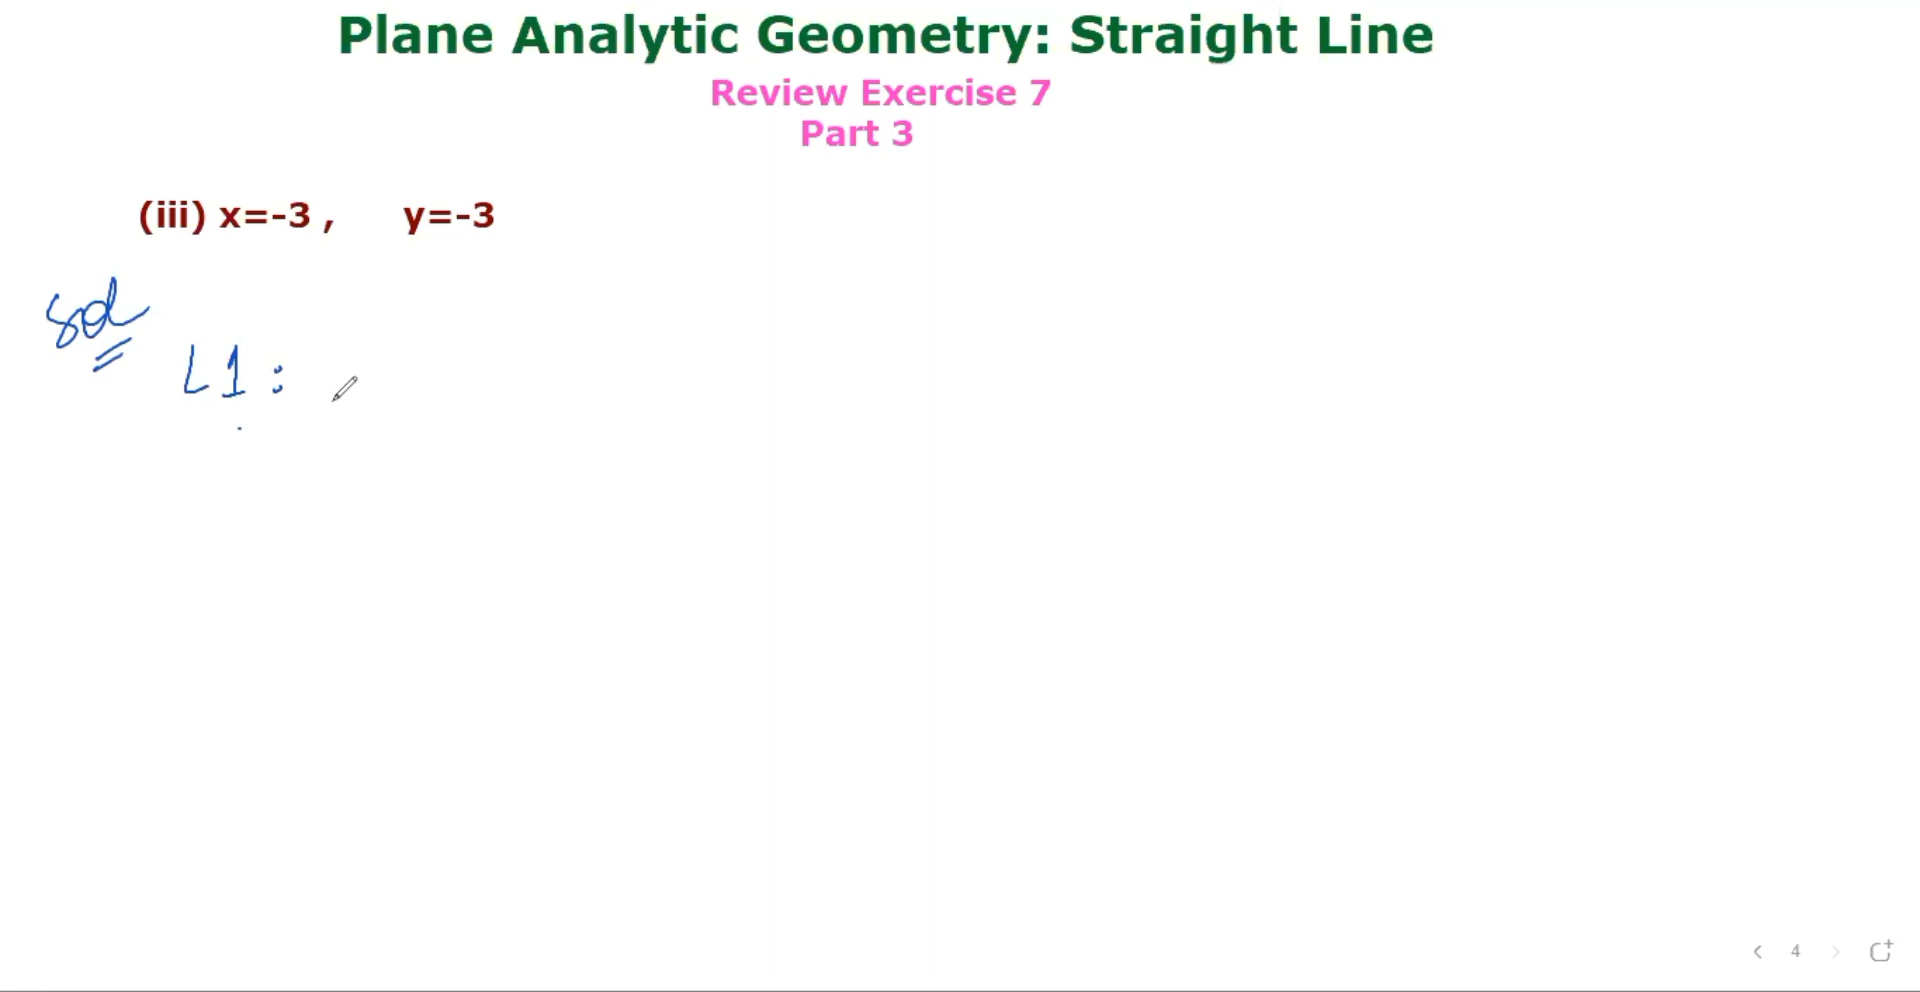 Plane Analytic Geometry: Straight Line
Review Exercise 7
Part 3
(iii) x=-3 , y=-3
Sol
L1 :
4